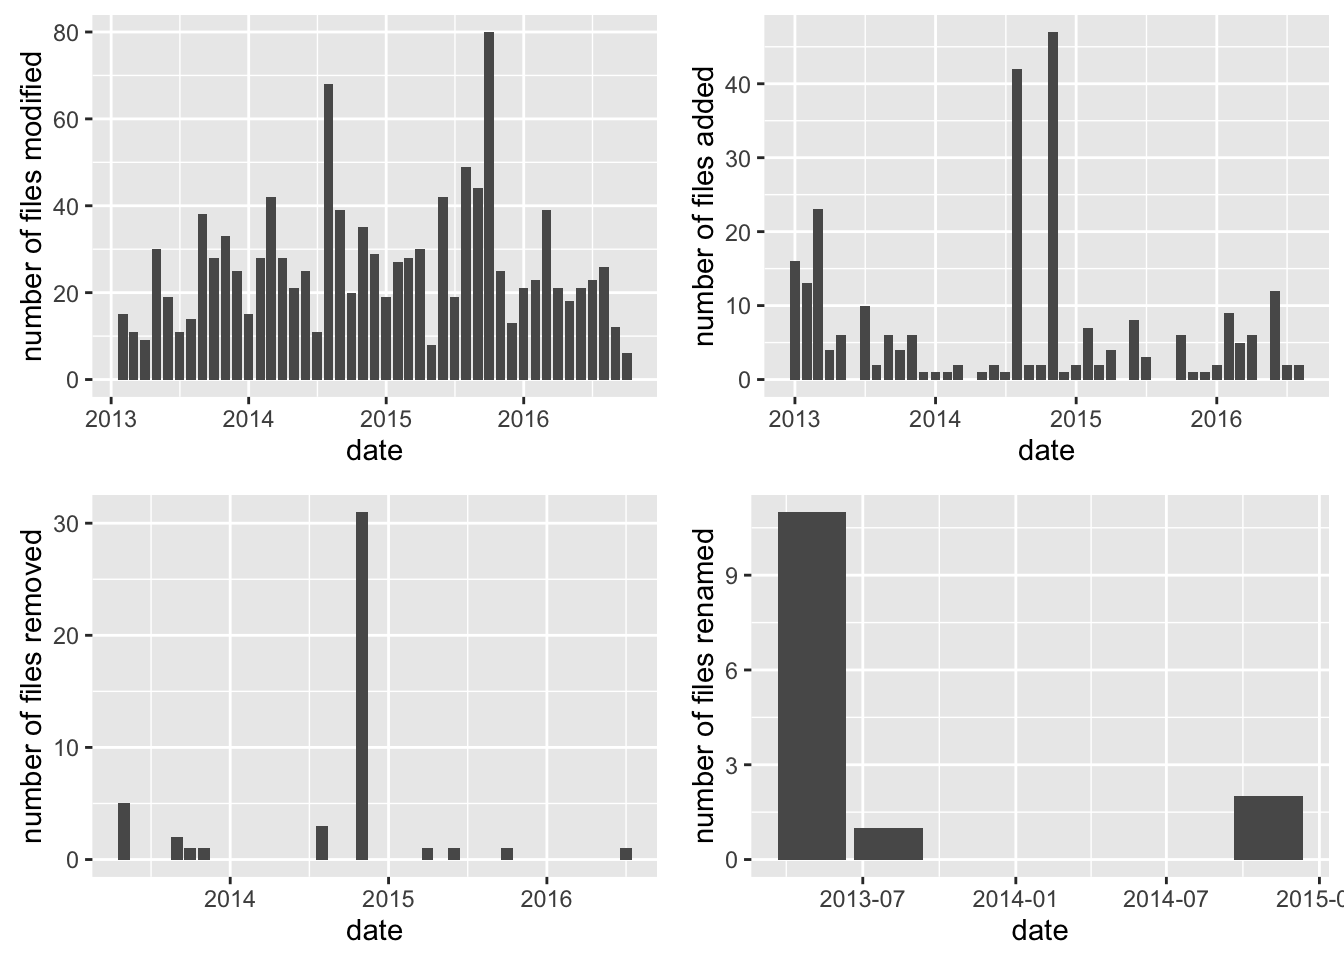 number of files modified
80
60
40
20
0
2013 2014 2015 2016
date
number of files added
40
30
20
10
0
2013 2014 2015 2016
date
number of files removed
30
20
10
0
2014 2015 2016
date
number of files renamed
9
6
3
0
2013-07 2014-01 2014-07 2015-0
date